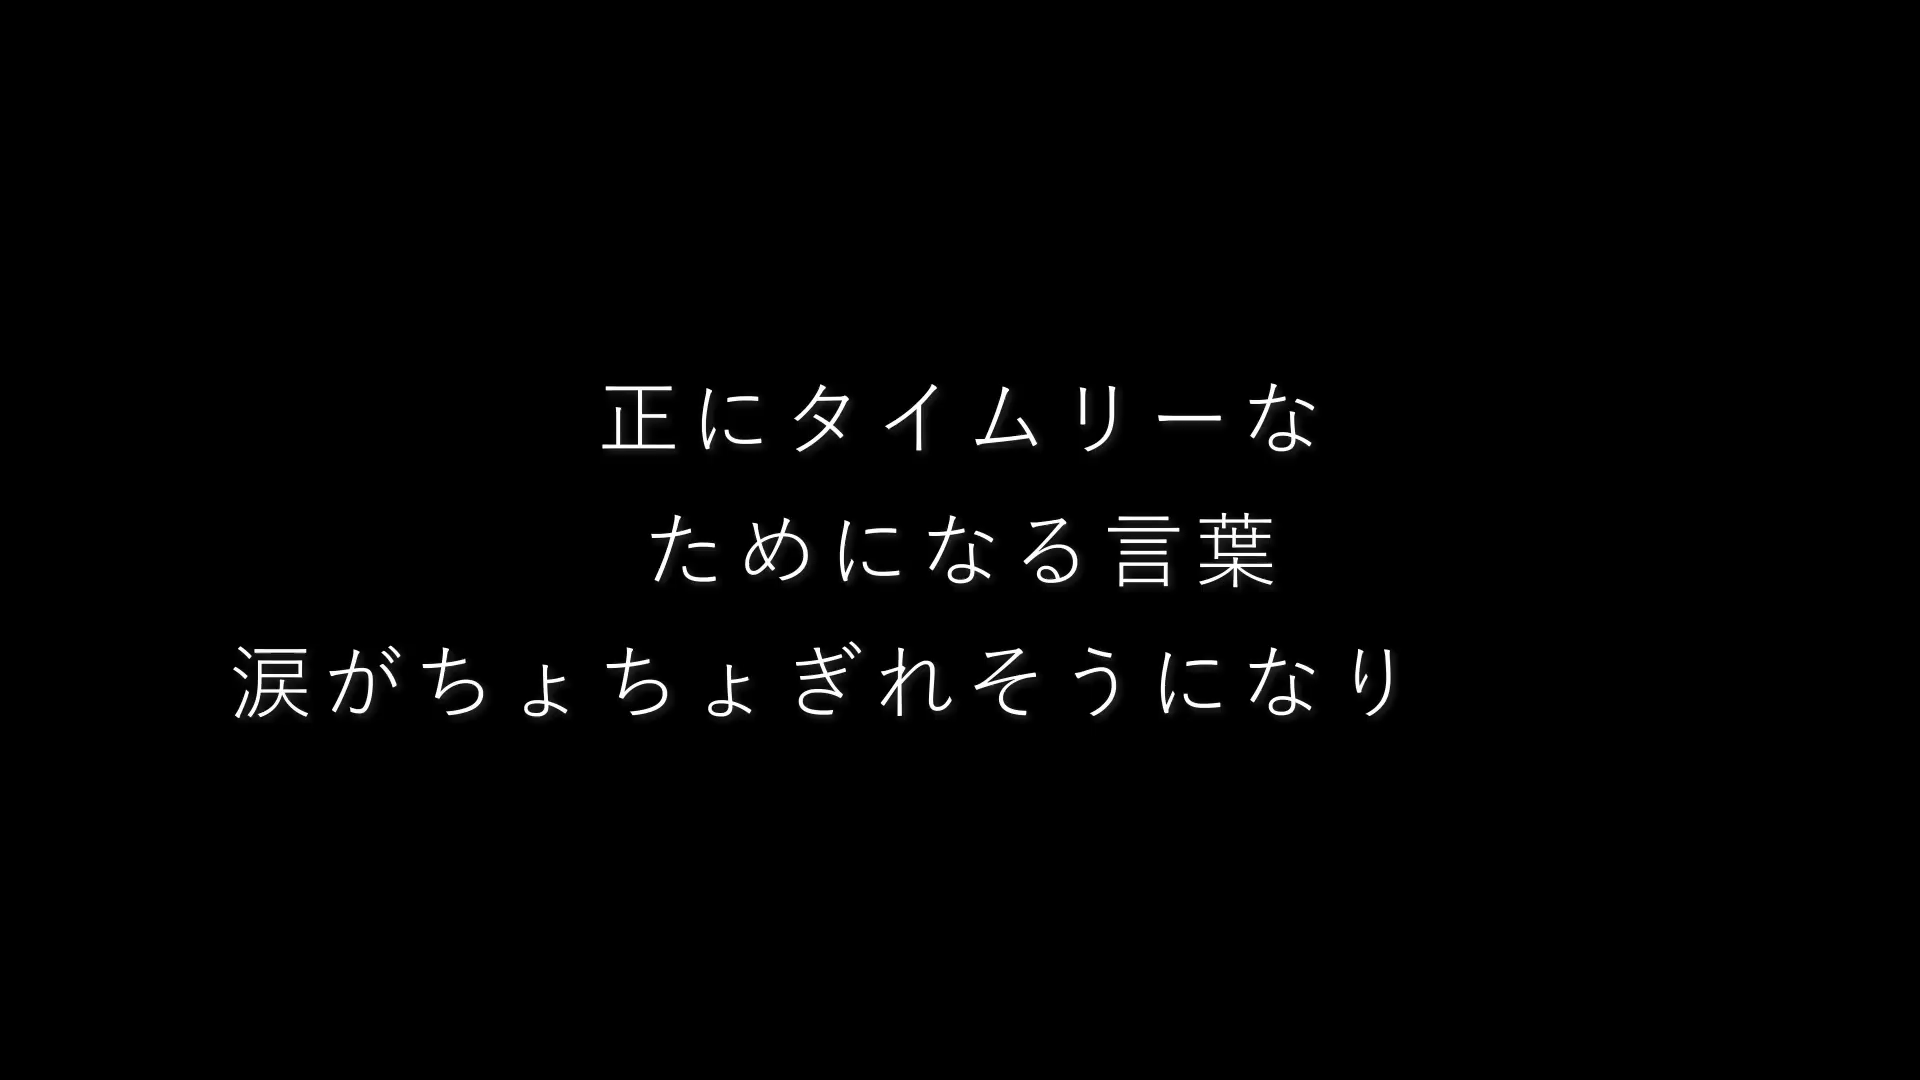 正にタイムリーな
ためになる言葉
涙がちょちょぎれそうになり